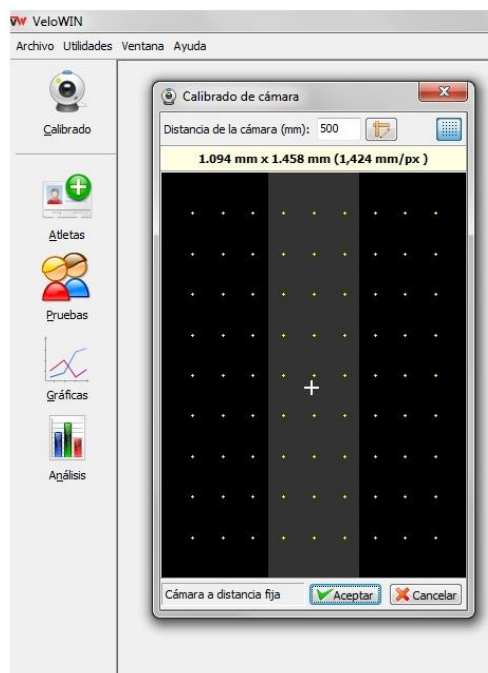 VeloWIN
Archivo Utilidades Ventana Ayuda
Calibrado
Atletas
Pruebas
Gráficas
Análisis
Calibrado de cámara
Distancia de la cámara (mm): 500
1.094 mm x 1.458 mm (1,424 mm/px )
Cámara a distancia fija
Aceptar
Cancelar